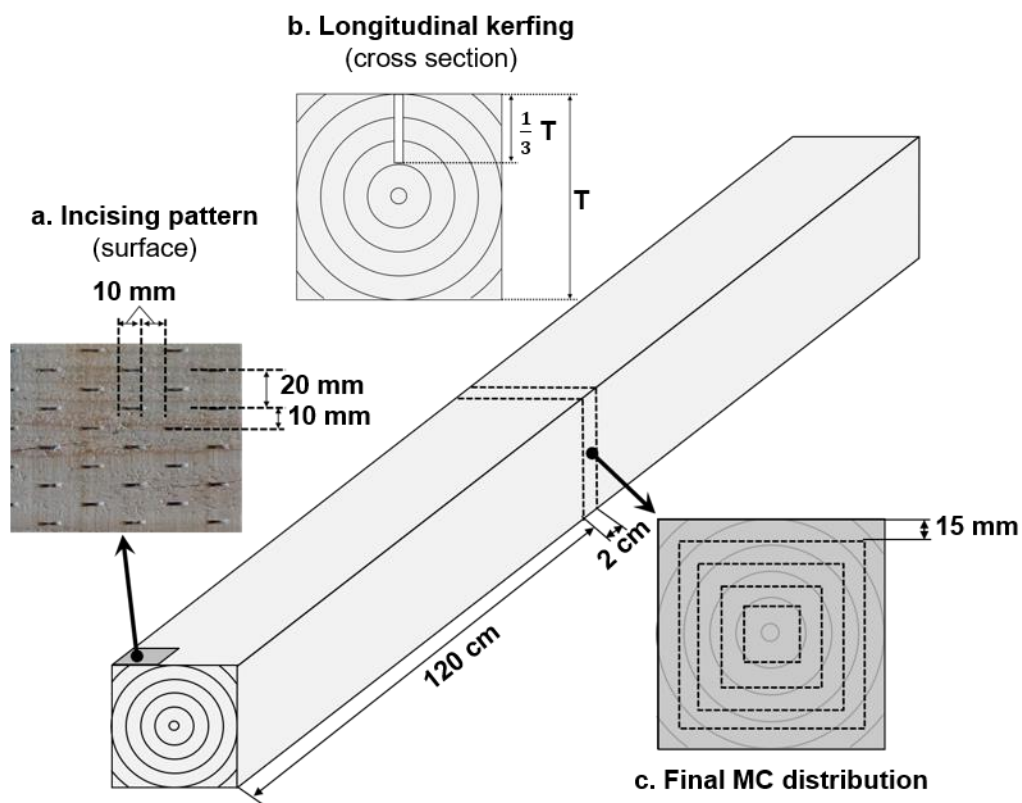 b. Longitudinal kerfing
(cross section)
1/3 T
T
a. Incising pattern
(surface)
10 mm
20 mm
10 mm
2 cm
15 mm
120 cm
c. Final MC distribution